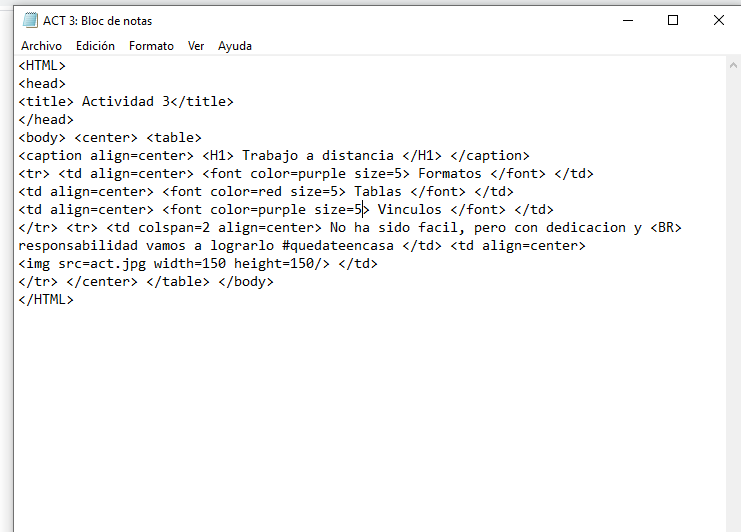 ACT 3: Bloc de notas
Archivo Edición Formato Ver Ayuda
<HTML>
<head>
<title> Actividad 3</title>
</head>
<body> <center> <table>
<caption align=center> <H1> Trabajo a distancia </H1> </caption>
<tr> <td align=center> <font color=purple size=5> Formatos </font> </td>
<td align=center> <font color=red size=5> Tablas </font> </td>
<td align=center> <font color=purple size=5> Vinculos </font> </td>
</tr> <tr> <td colspan=2 align=center> No ha sido facil, pero con dedicacion y <BR>
responsabilidad vamos a lograrlo #quedateencasa </td> <td align=center>
<img src=act.jpg width=150 height=150/> </td>
</tr> </center> </table> </body>
</HTML>